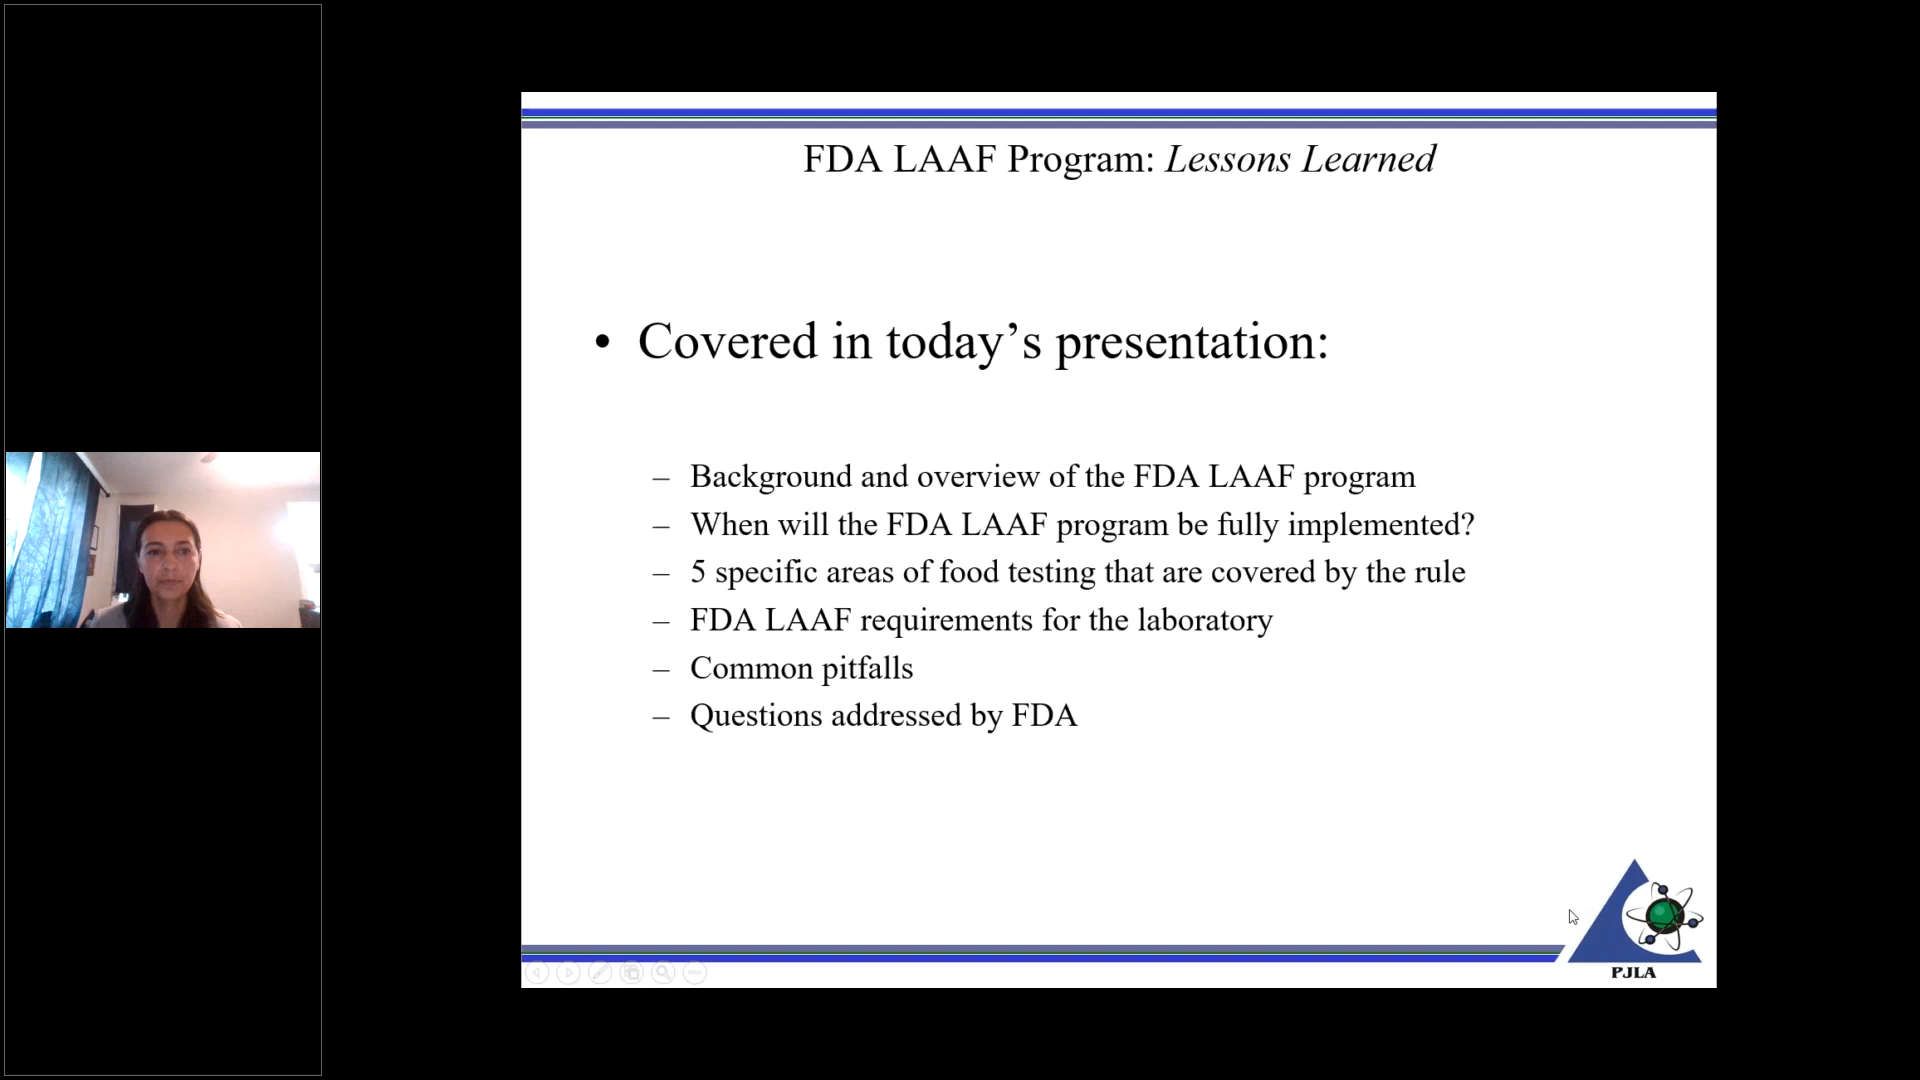 FDA LAAF Program: Lessons Learned
• Covered in today’s presentation:
– Background and overview of the FDA LAAF program
– When will the FDA LAAF program be fully implemented?
– 5 specific areas of food testing that are covered by the rule
– FDA LAAF requirements for the laboratory
– Common pitfalls
– Questions addressed by FDA
PJLA